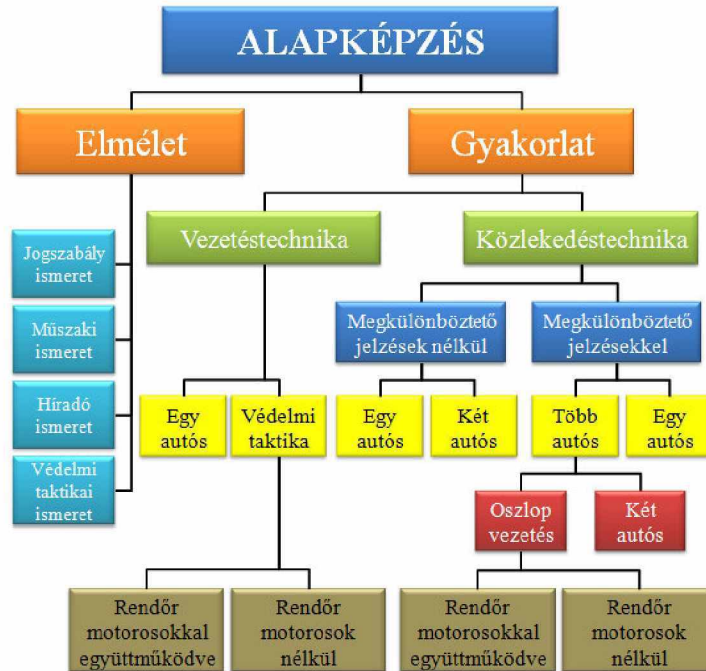 ALAPKÉPZÉS
Elmélet
Gyakorlat
Vezetéstechnika
Közlekedéstechnika
Jogszabály
ismeret
Műszaki
ismeret
Híradó
ismeret
Védelmi
taktikai
ismeret
Megkülönböztető
jelzések nélkül
Megkülönböztető
jelzésekkel
Egy
autós
Védelmi
taktika
Egy
autós
Két
autós
Több
autós
Egy
autós
Oszlop
vezetés
Két
autós
Rendőr
motorosokkal
együttműködve
Rendőr
motorosok
nélkül
Rendőr
motorosokkal
együttműködve
Rendőr
motorosok
nélkül